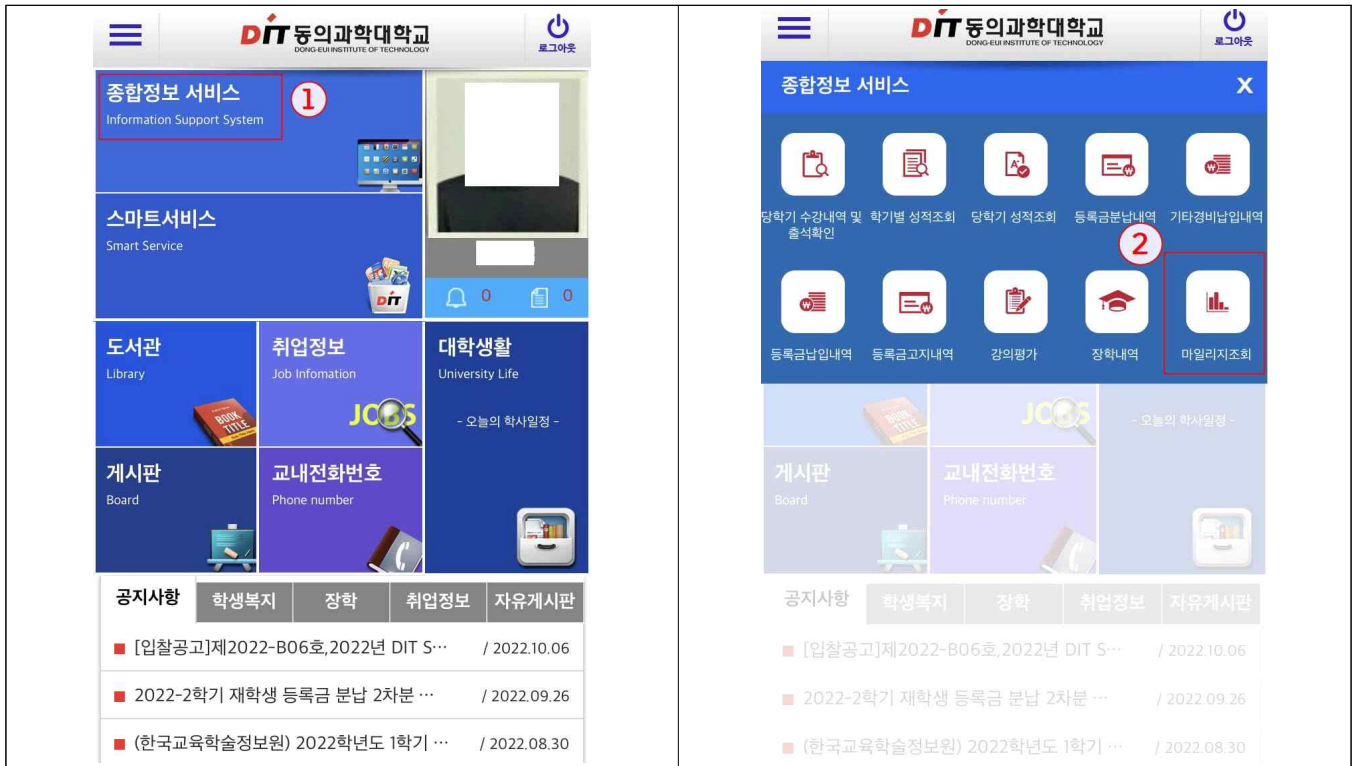 DIT 동의과학대학교
DONG-EUI INSTITUTE OF TECHNOLOGY
로그아웃
종합정보 서비스
Information Support System
1
스마트서비스
Smart Service
DIT
0
0
도서관
Library
BOOK TITLE
취업정보
Job Infomation
JOBS
대학생활
University Life
- 오늘의 학사일정 -
게시판
Board
교내전화번호
Phone number
공지사항 학생복지 장학 취업정보 자유게시판
[입찰공고]제2022-B06호,2022년 DIT S… / 2022.10.06
2022-2학기 재학생 등록금 분납 2차분 … / 2022.09.26
(한국교육학술정보원) 2022학년도 1학기 … / 2022.08.30
DIT 동의과학대학교
DONG-EUI INSTITUTE OF TECHNOLOGY
로그아웃
종합정보 서비스 X
당학기 수강내역 및
출석확인
학기별 성적조회
당학기 성적조회
등록금분납내역
기타경비납입내역
2
등록금납입내역
등록금고지내역
강의평가
장학내역
마일리지조회
JOBS
- 오늘의 학사일정 -
BOOK TITLE
게시판
Board
교내전화번호
Phone number
공지사항 학생복지 장학 취업정보 자유게시판
[입찰공고]제2022-B06호,2022년 DIT S… / 2022.10.06
2022-2학기 재학생 등록금 분납 2차분 … / 2022.09.26
(한국교육학술정보원) 2022학년도 1학기 … / 2022.08.30